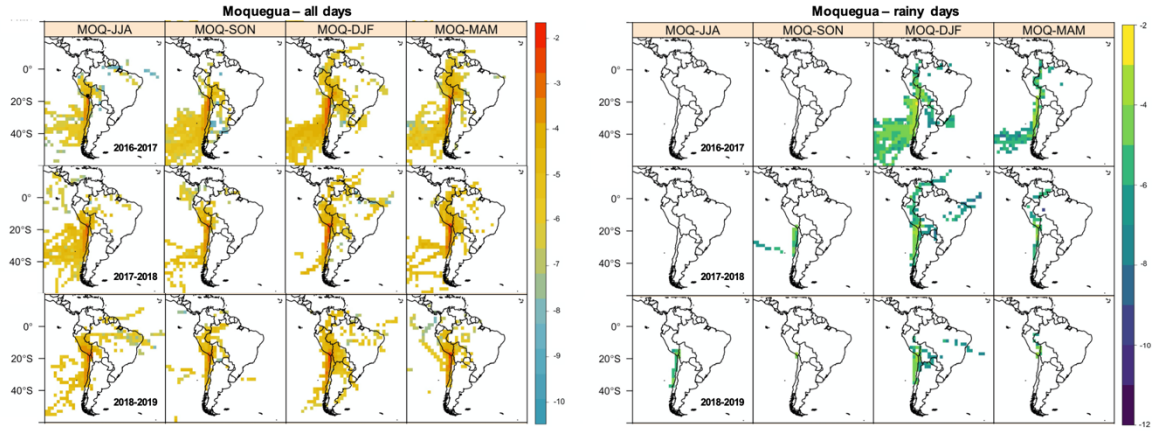 Moquegua – all days
MOQ-JJA MOQ-SON MOQ-DJF MOQ-MAM
0°
20°S
40°S
2016-2017
0°
20°S
40°S
2017-2018
0°
20°S
40°S
2018-2019
-2
-3
-4
-5
-6
-7
-8
-9
-10
Moquegua – rainy days
MOQ-JJA MOQ-SON MOQ-DJF MOQ-MAM
0°
20°S
40°S
2016-2017
0°
20°S
40°S
2017-2018
0°
20°S
40°S
2018-2019
-2
-4
-6
-8
-10
-12